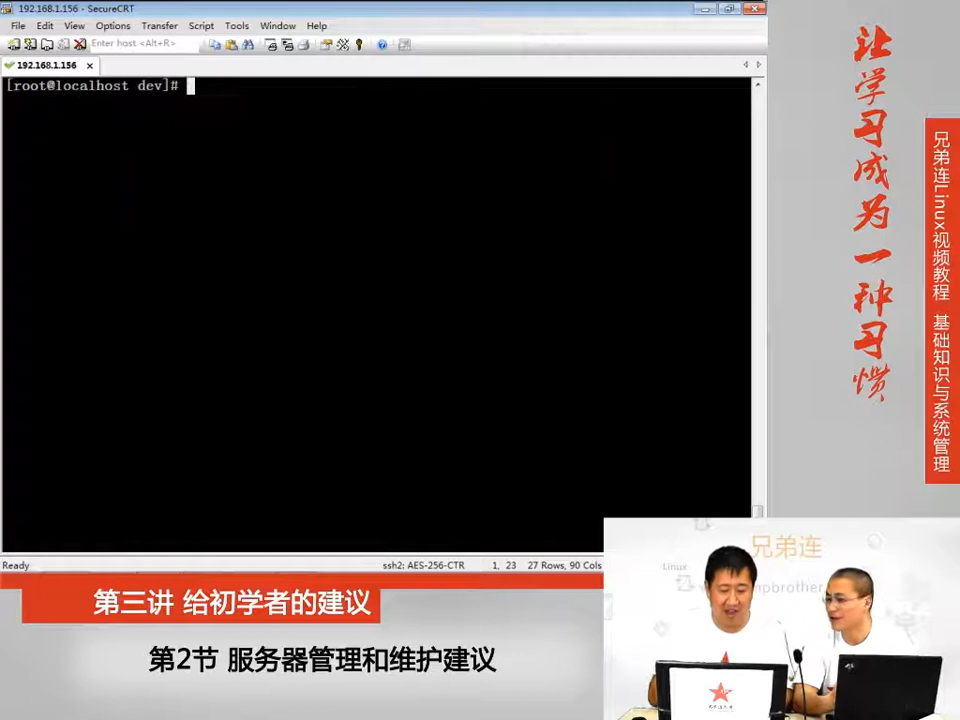 192.168.1.156 - SecureCRT
File Edit View Options Transfer Script Tools Window Help
Enter host <Alt+R>
192.168.1.156
[root@localhost dev]#
Ready ssh2: AES-256-CTR 1, 23 27 Rows, 90 Cols
让学习成为一种习惯
兄弟连Linux视频教程 基础知识与系统管理
第三讲 给初学者的建议
第2节 服务器管理和维护建议
兄弟连
Linux
mpbrother